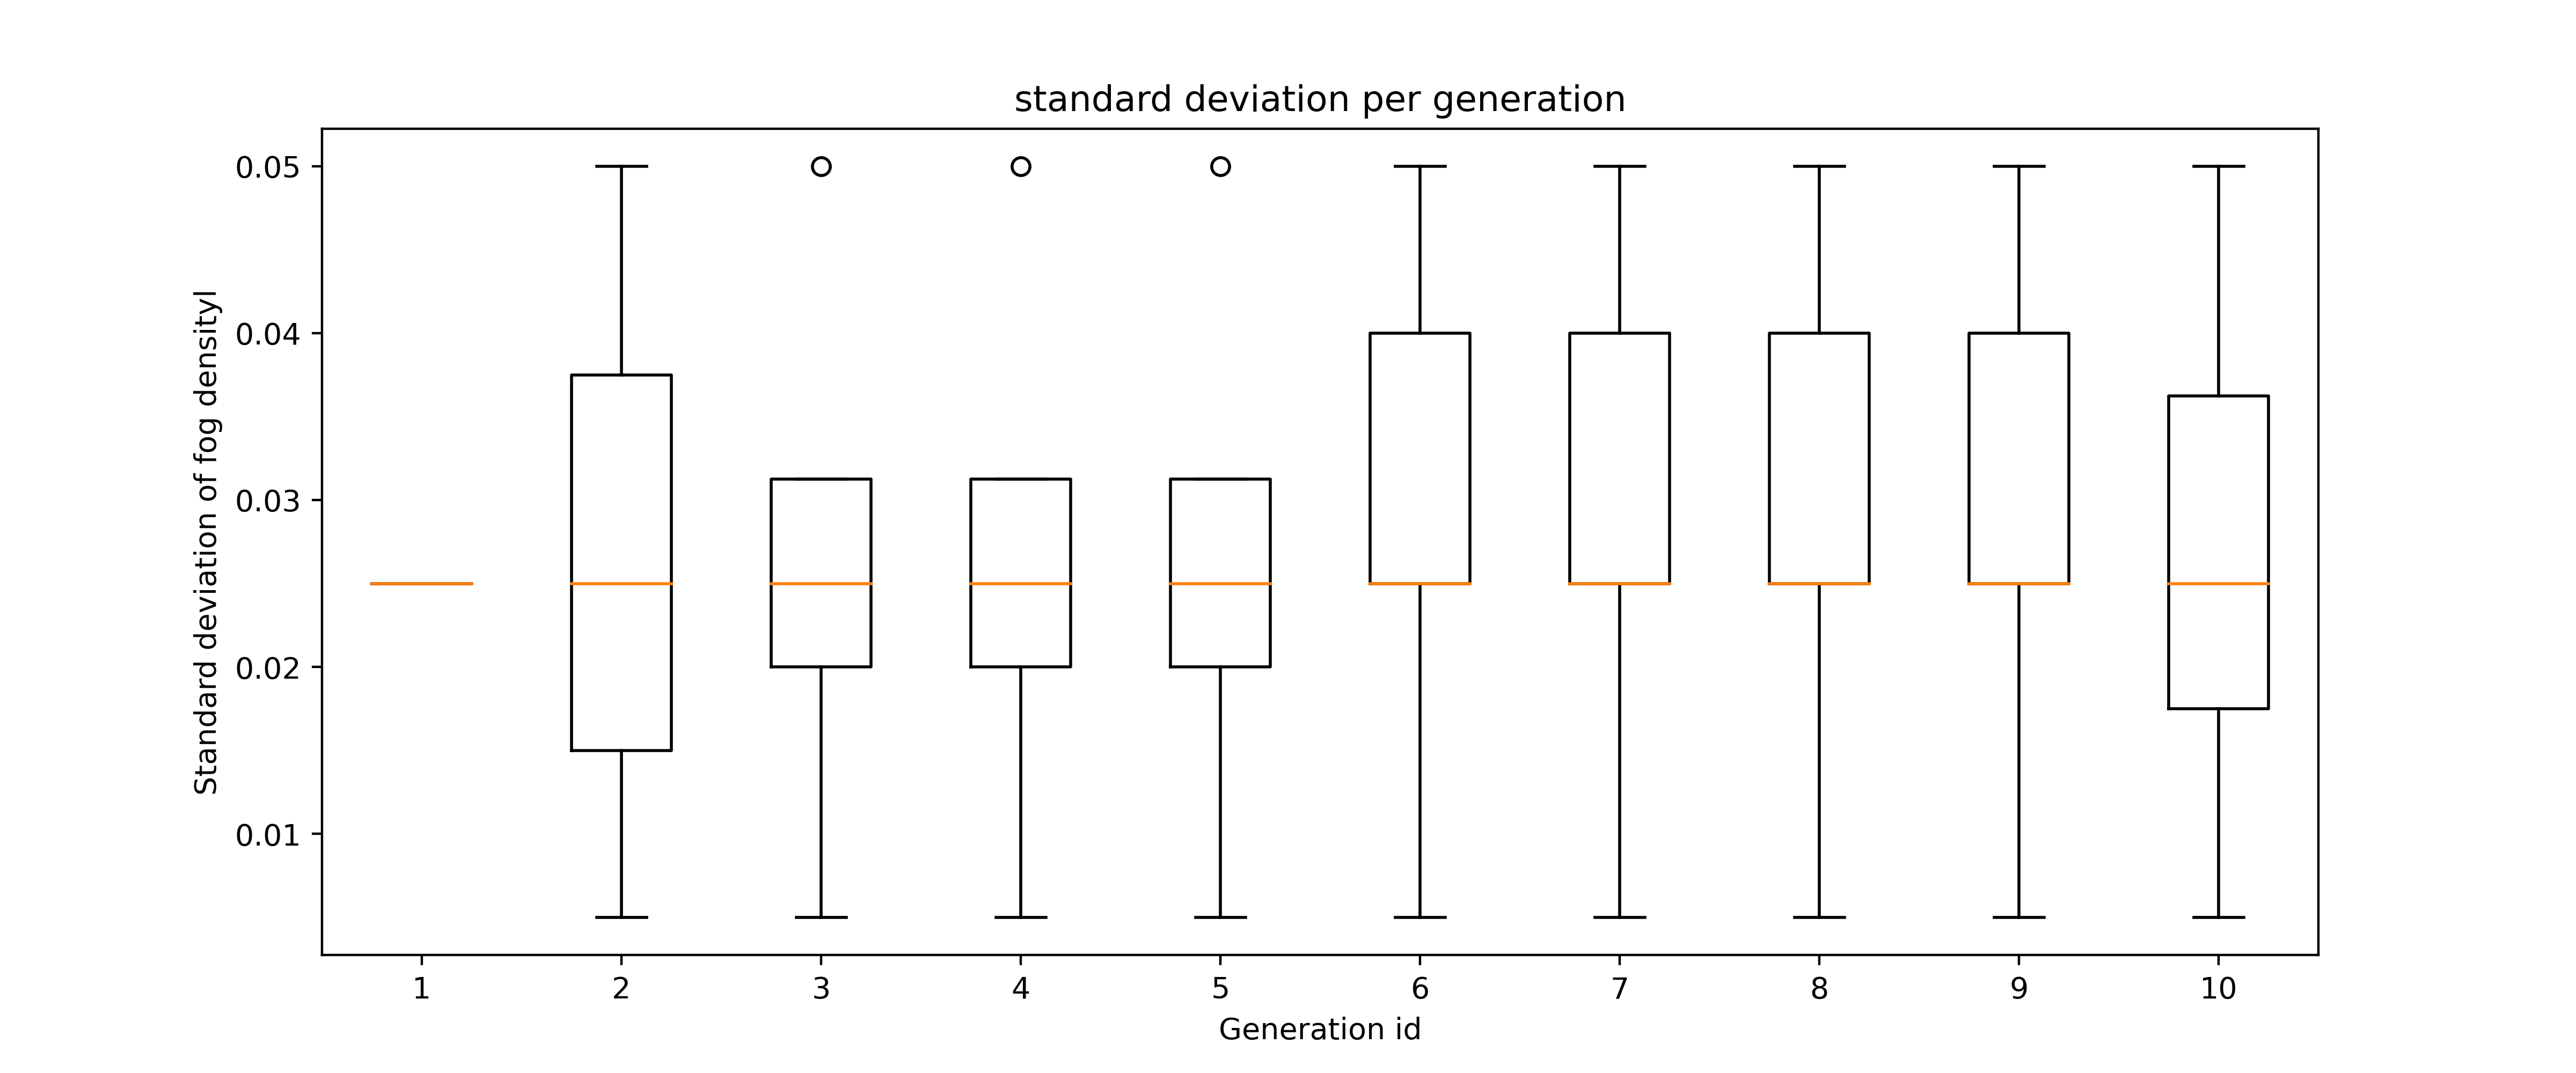 standard deviation per generation
Standard deviation of fog densityl
0.05
0.04
0.03
0.02
0.01
1 2 3 4 5 6 7 8 9 10
Generation id